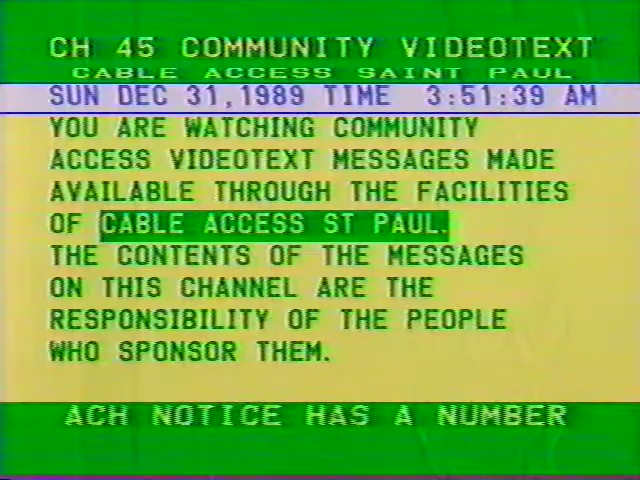 CH 45 COMMUNITY VIDEOTEXT
CABLE ACCESS SAINT PAUL
SUN DEC 31,1989 TIME 3:51:39 AM
YOU ARE WATCHING COMMUNITY
ACCESS VIDEOTEXT MESSAGES MADE
AVAILABLE THROUGH THE FACILITIES
OF CABLE ACCESS ST PAUL.
THE CONTENTS OF THE MESSAGES
ON THIS CHANNEL ARE THE
RESPONSIBILITY OF THE PEOPLE
WHO SPONSOR THEM.
ACH NOTICE HAS A NUMBER